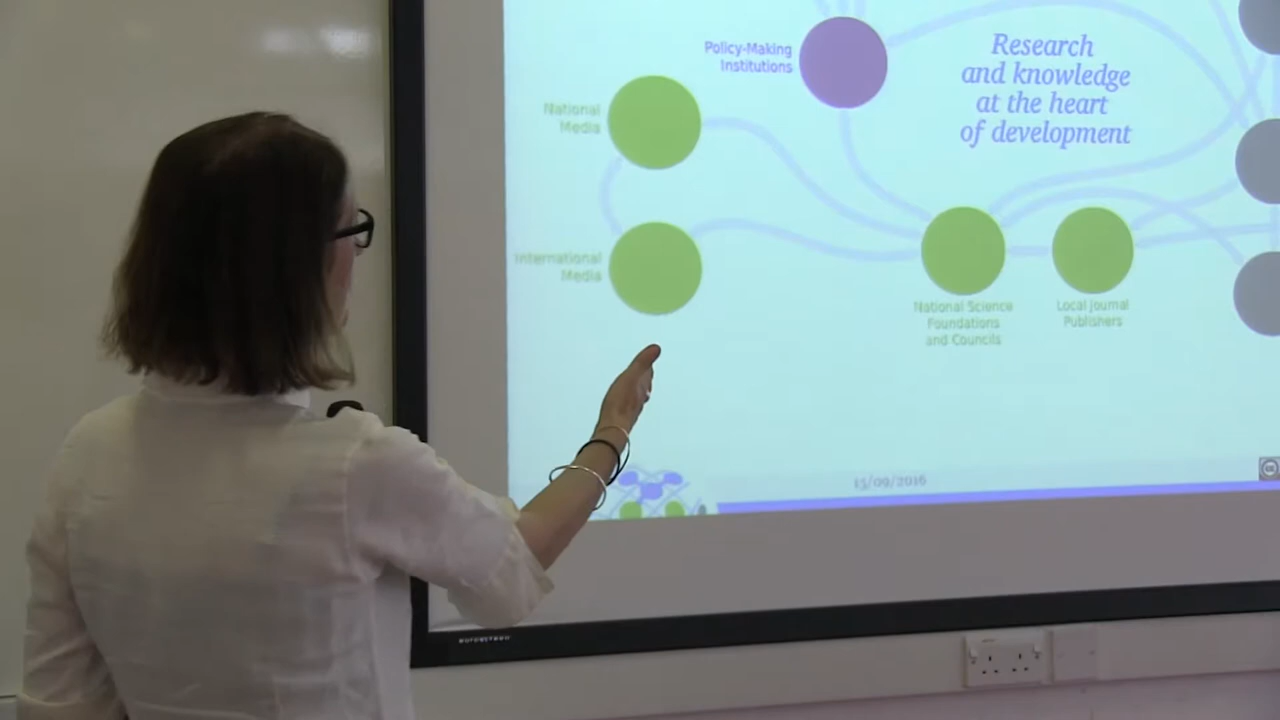 Policy-Making
Institutions
Research
and knowledge
at the heart
of development
National
Media
International
Media
National Science
Foundations
and Councils
Local Journal
Publishers
13/09/2016
cc